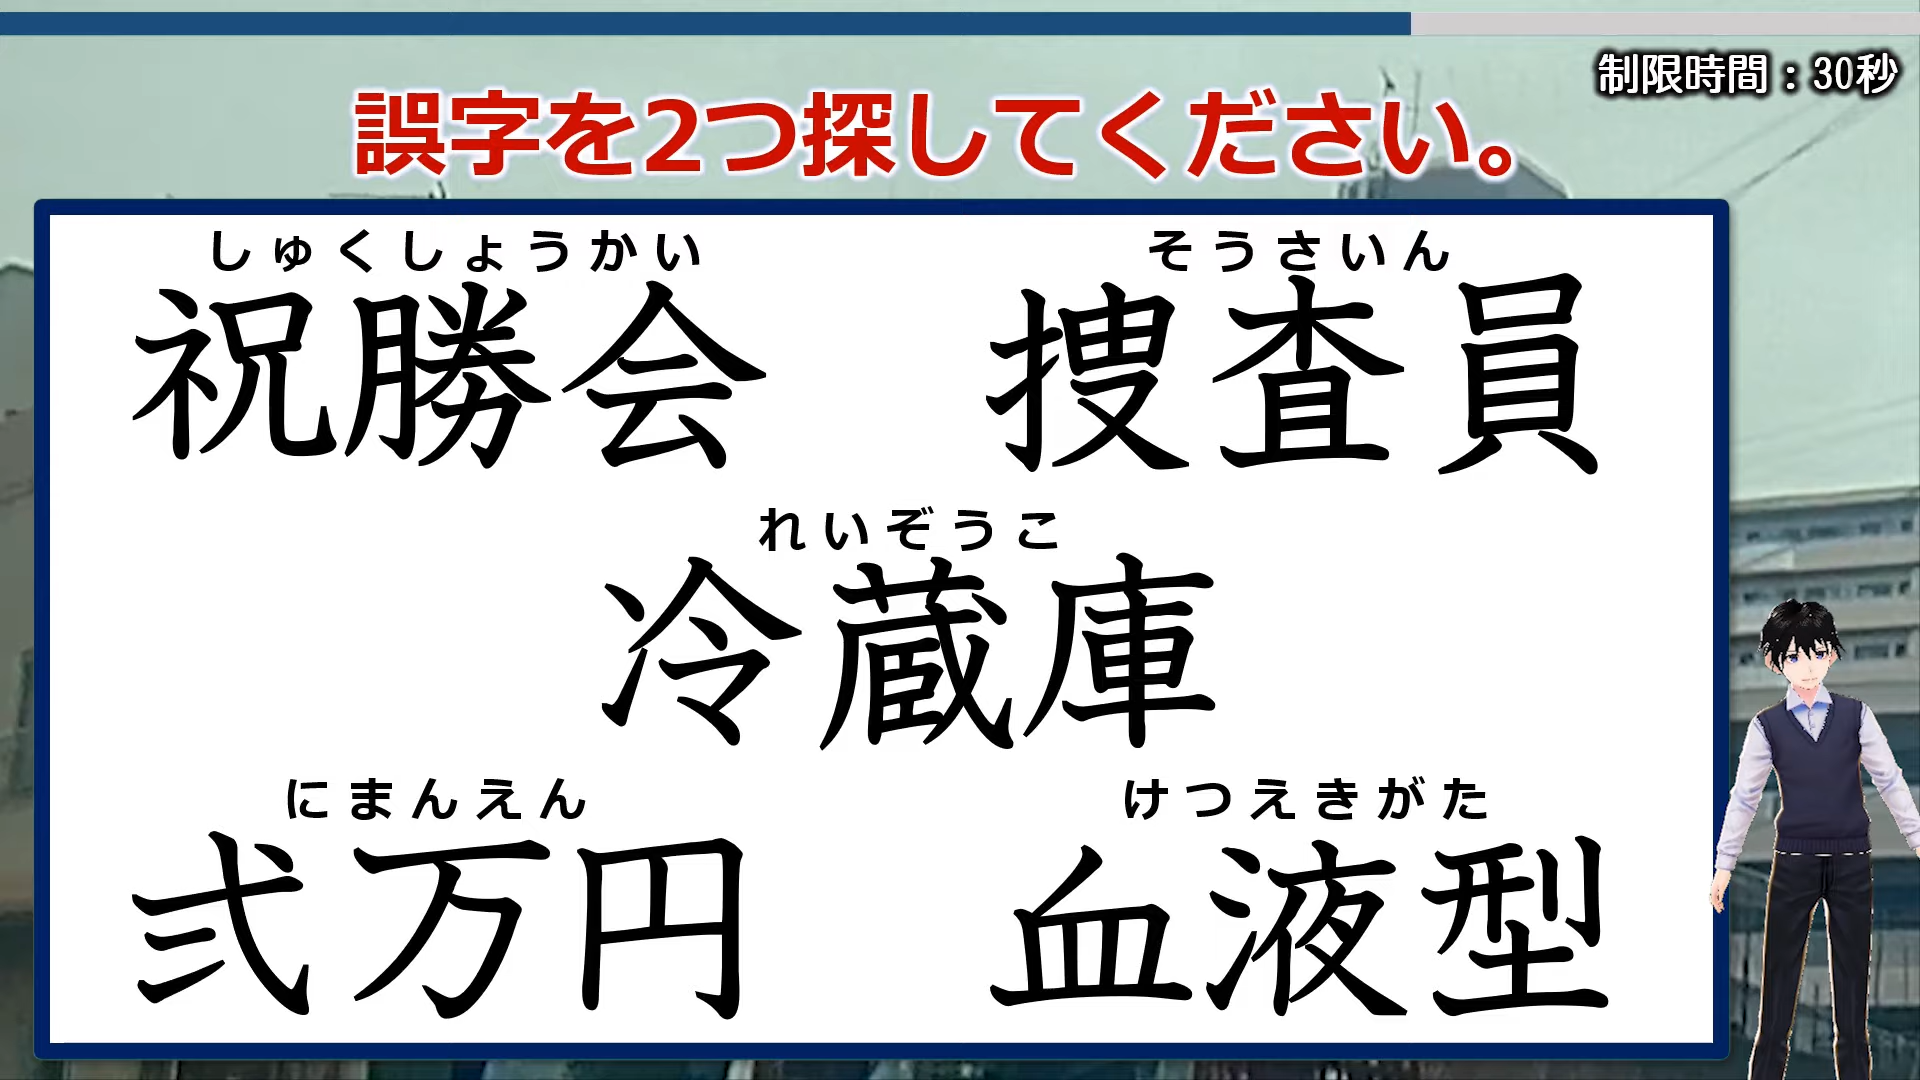 制限時間：30秒
誤字を2つ探してください。
しゅくしょうかい
祝勝会
そうさいん
捜査員
れいぞうこ
冷蔵庫
にまんえん
弍万円
けつえきがた
血液型